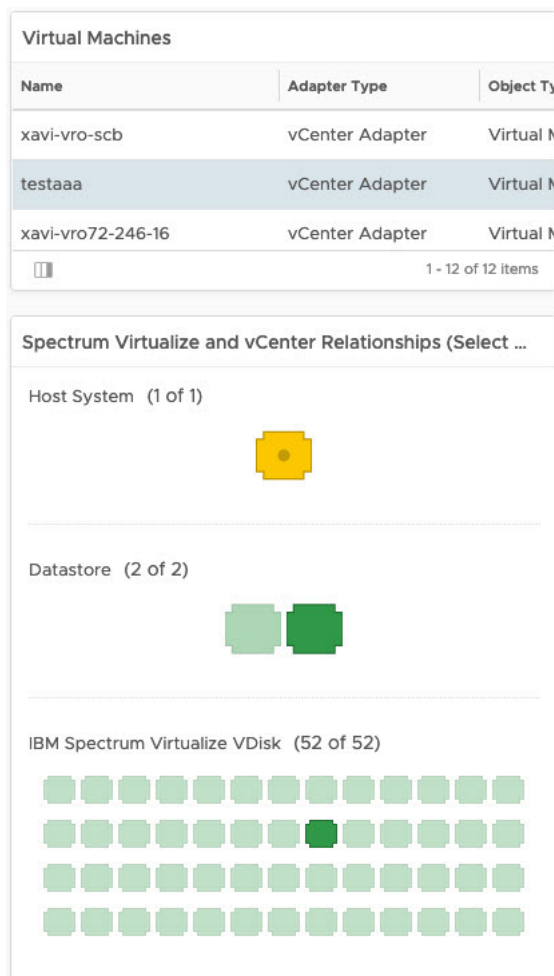 Virtual Machines
Name Adapter Type Object Ty
xavi-vro-scb vCenter Adapter Virtual M
testaaa vCenter Adapter Virtual M
xavi-vro72-246-16 vCenter Adapter Virtual M
1 - 12 of 12 items
Spectrum Virtualize and vCenter Relationships (Select ...
Host System (1 of 1)
Datastore (2 of 2)
IBM Spectrum Virtualize VDisk (52 of 52)